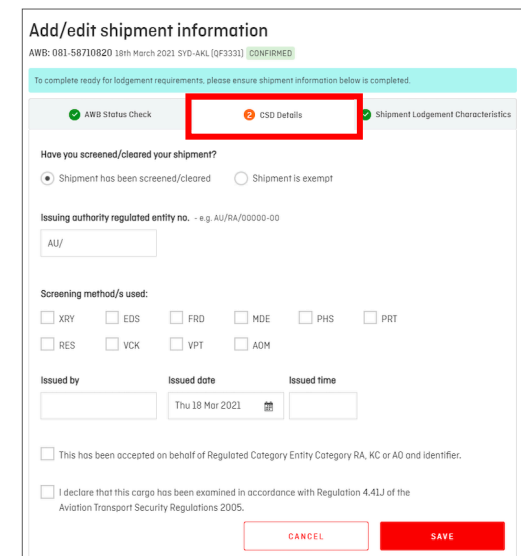 Add/edit shipment information
AWB: 081-58710820 18th March 2021 SYD-AKL (QF3331) CONFIRMED
To complete ready for lodgement requirements, please ensure shipment information below is completed.
AWB Status Check 2 CSD Details Shipment Lodgement Characteristics
Have you screened/cleared your shipment?
Shipment has been screened/cleared Shipment is exempt
Issuing authority regulated entity no. - e.g. AU/RA/00000-00
AU/
Screening method/s used:
XRY EDS FRD MDE PHS PRT
RES VCK VPT AOM
Issued by Issued date Issued time
Thu 18 Mar 2021
This has been accepted on behalf of Regulated Category Entity Category RA, KC or AO and identifier.
I declare that this cargo has been examined in accordance with Regulation 4.41J of the
Aviation Transport Security Regulations 2005.
CANCEL SAVE